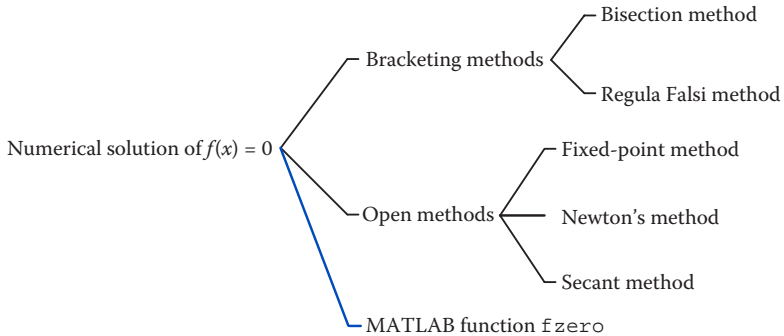 Bisection method
Bracketing methods
Regula Falsi method
Numerical solution of f(x) = 0
Fixed-point method
Open methods
Newton’s method
Secant method
MATLAB function fzero